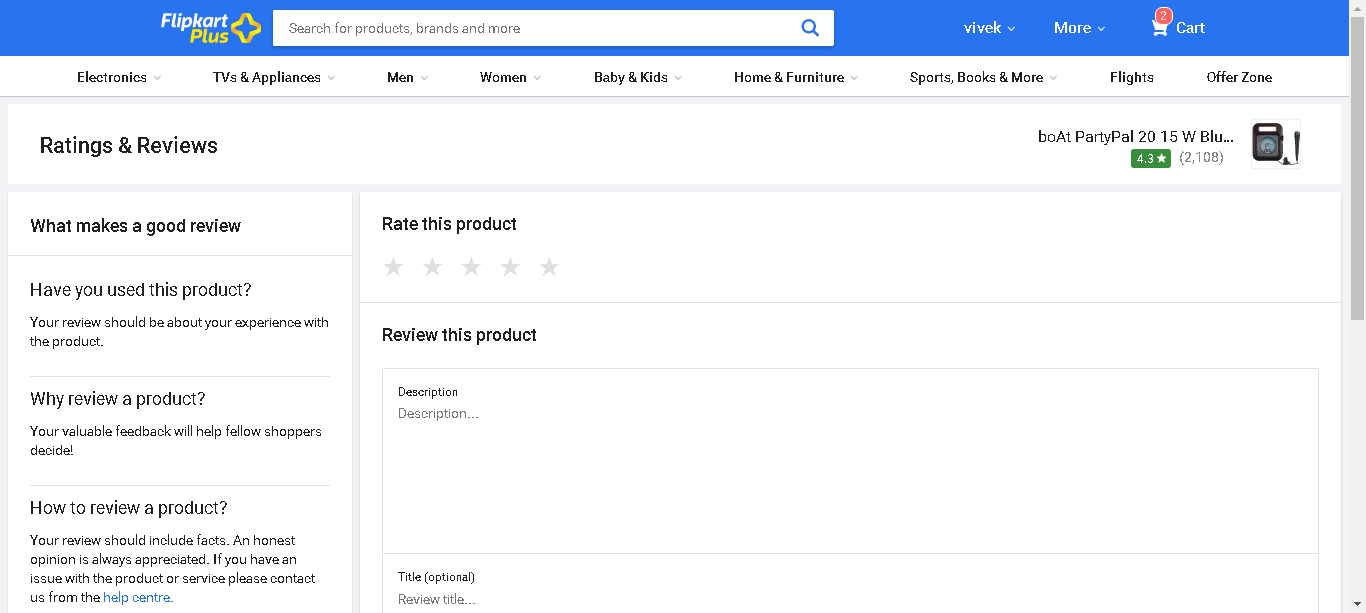 Flipkart
Plus
Search for products, brands and more
vivek
More
2
Cart
Electronics
TVs & Appliances
Men
Women
Baby & Kids
Home & Furniture
Sports, Books & More
Flights
Offer Zone
Ratings & Reviews
boAt PartyPal 20 15 W Blu...
4.3★ (2,108)
What makes a good review
Have you used this product?
Your review should be about your experience with
the product.
Why review a product?
Your valuable feedback will help fellow shoppers
decide!
How to review a product?
Your review should include facts. An honest
opinion is always appreciated. If you have an
issue with the product or service please contact
us from the help centre.
Rate this product
Review this product
Description
Description...
Title (optional)
Review title...